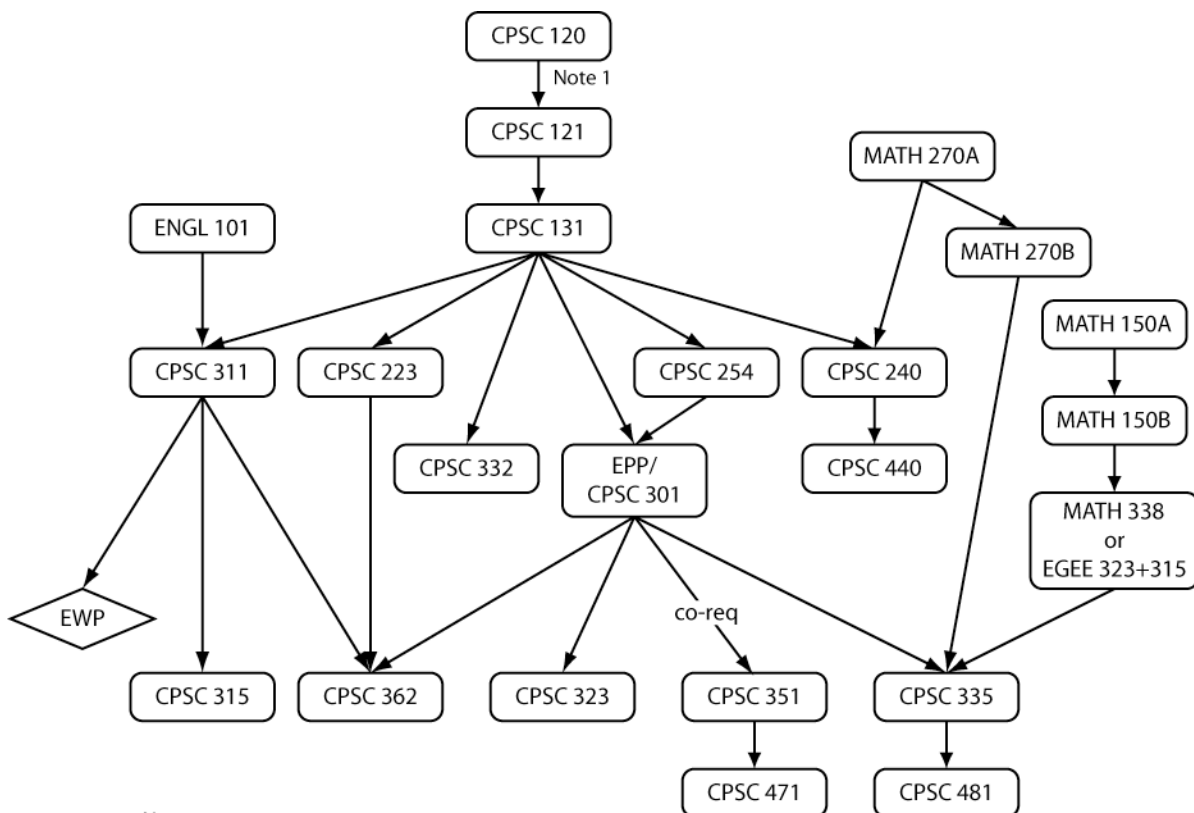 CPSC 120
Note 1
CPSC 121
MATH 270A
ENGL 101
CPSC 131
MATH 270B
MATH 150A
CPSC 311
CPSC 223
CPSC 254
CPSC 240
MATH 150B
CPSC 332
EPP/
CPSC 301
CPSC 440
MATH 338
or
EGEE 323+315
EWP
co-req
CPSC 315
CPSC 362
CPSC 323
CPSC 351
CPSC 335
CPSC 471
CPSC 481